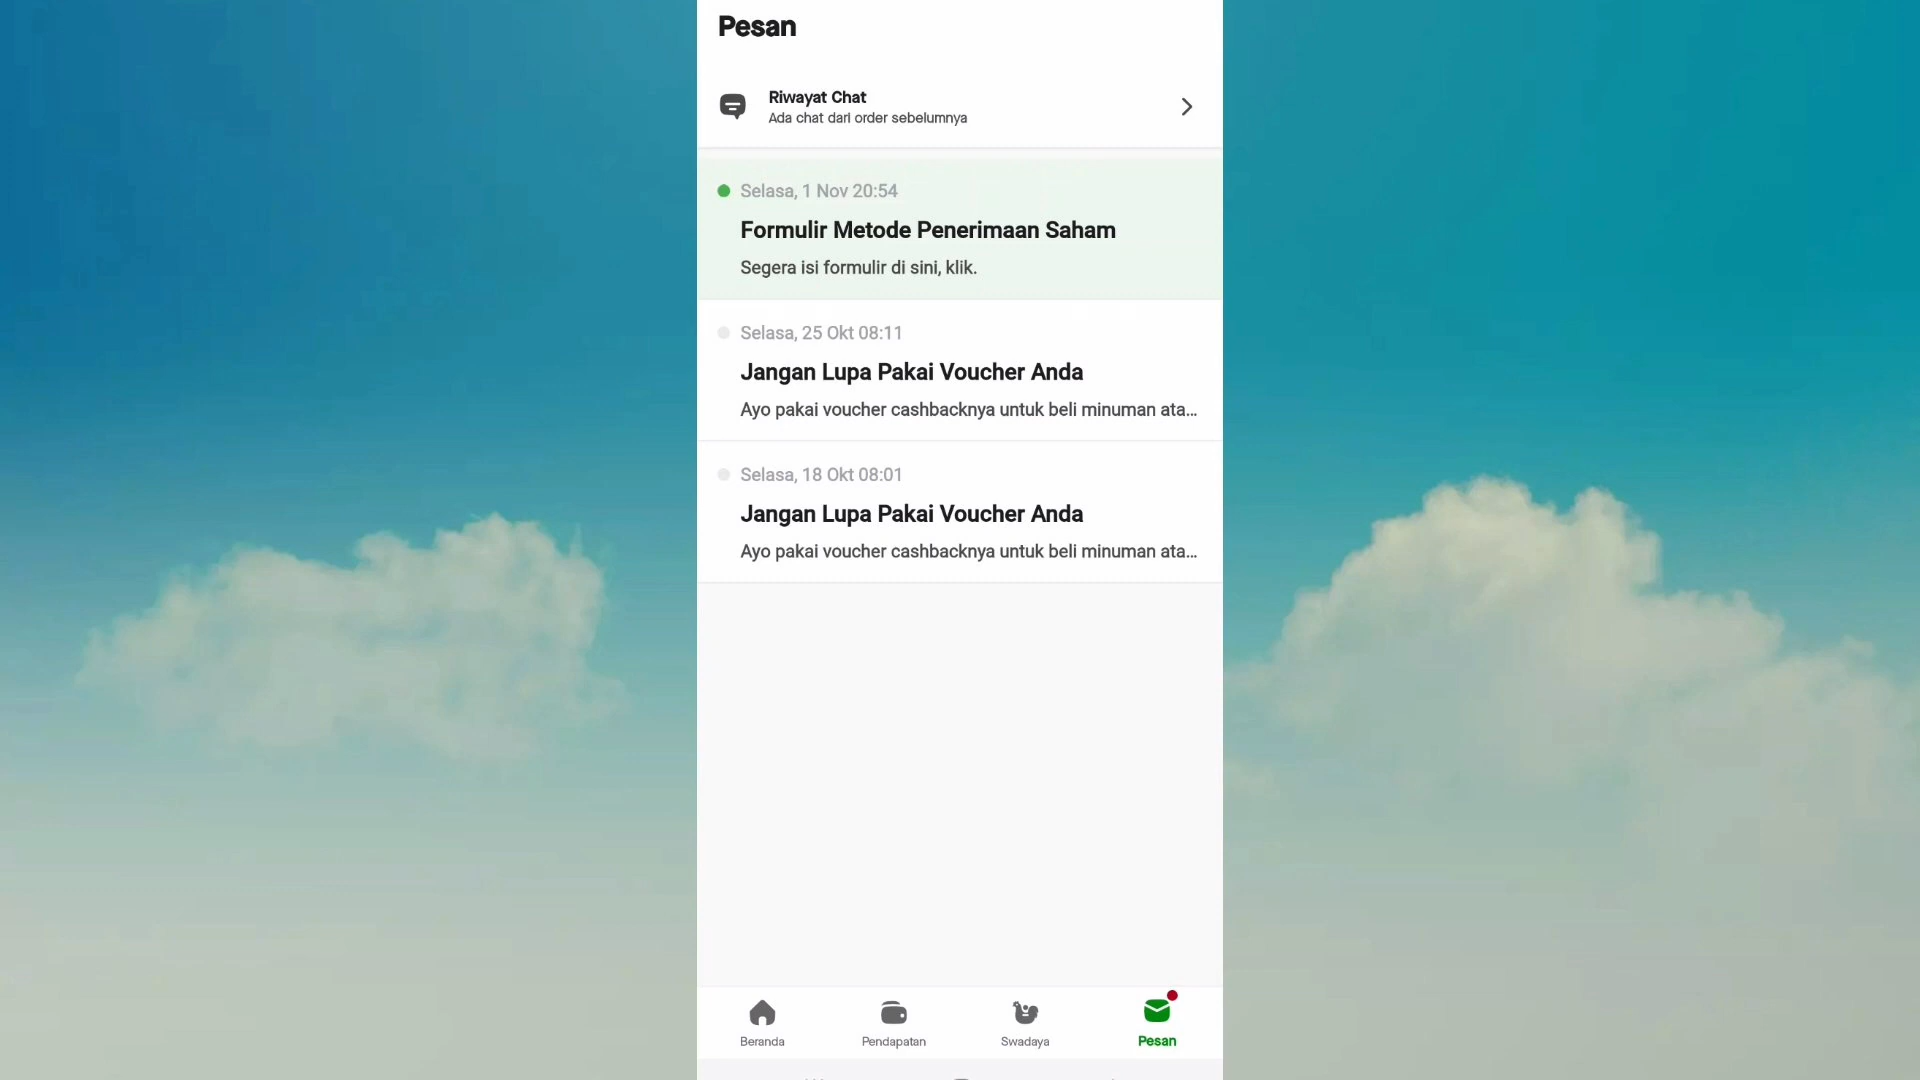 Pesan
Riwayat Chat
Ada chat dari order sebelumnya
Selasa, 1 Nov 20:54
Formulir Metode Penerimaan Saham
Segera isi formulir di sini, klik.
Selasa, 25 Okt 08:11
Jangan Lupa Pakai Voucher Anda
Ayo pakai voucher cashbacknya untuk beli minuman ata...
Selasa, 18 Okt 08:01
Jangan Lupa Pakai Voucher Anda
Ayo pakai voucher cashbacknya untuk beli minuman ata...
Beranda
Pendapatan
Swadaya
Pesan